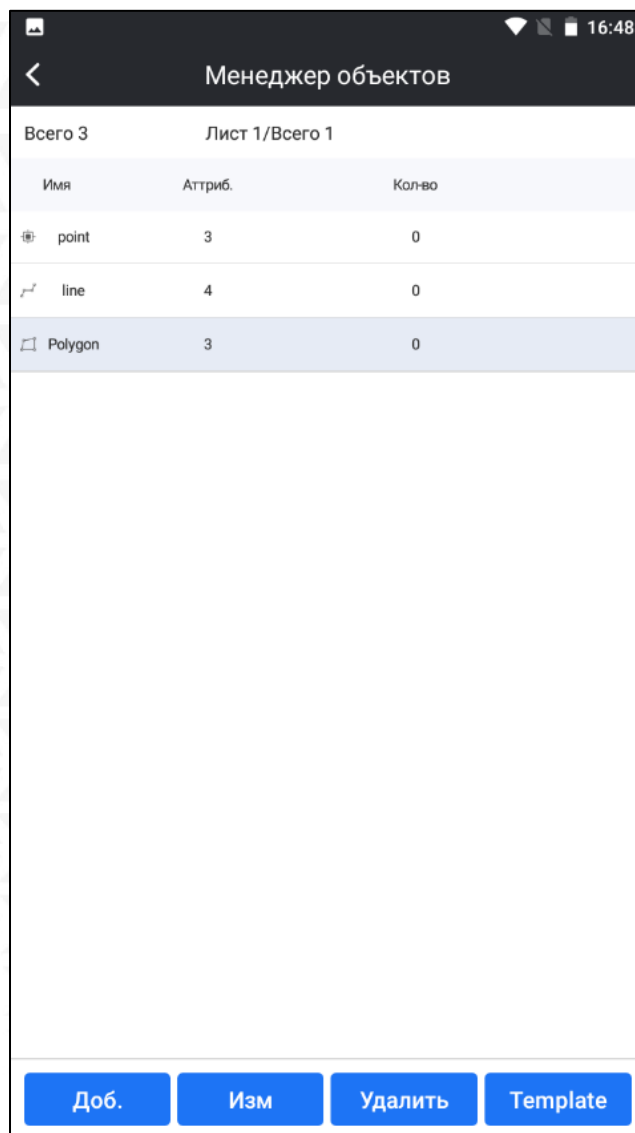 16:48
Менеджер объектов
Всего 3 Лист 1/Всего 1
Имя Аттриб. Кол-во
point 3 0
line 4 0
Polygon 3 0
Доб. Изм Удалить Template